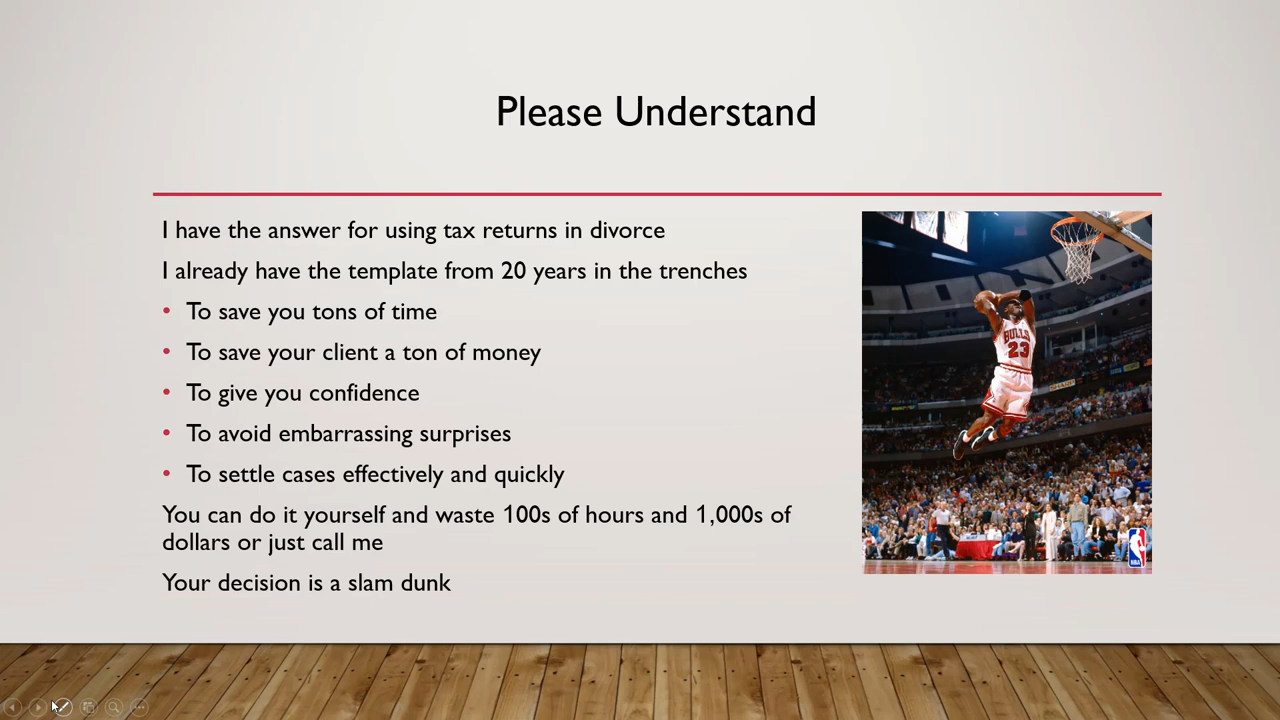 Please Understand
I have the answer for using tax returns in divorce
I already have the template from 20 years in the trenches
• To save you tons of time
• To save your client a ton of money
• To give you confidence
• To avoid embarrassing surprises
• To settle cases effectively and quickly
You can do it yourself and waste 100s of hours and 1,000s of
dollars or just call me
Your decision is a slam dunk
BULLS
23
SHARP
NBA